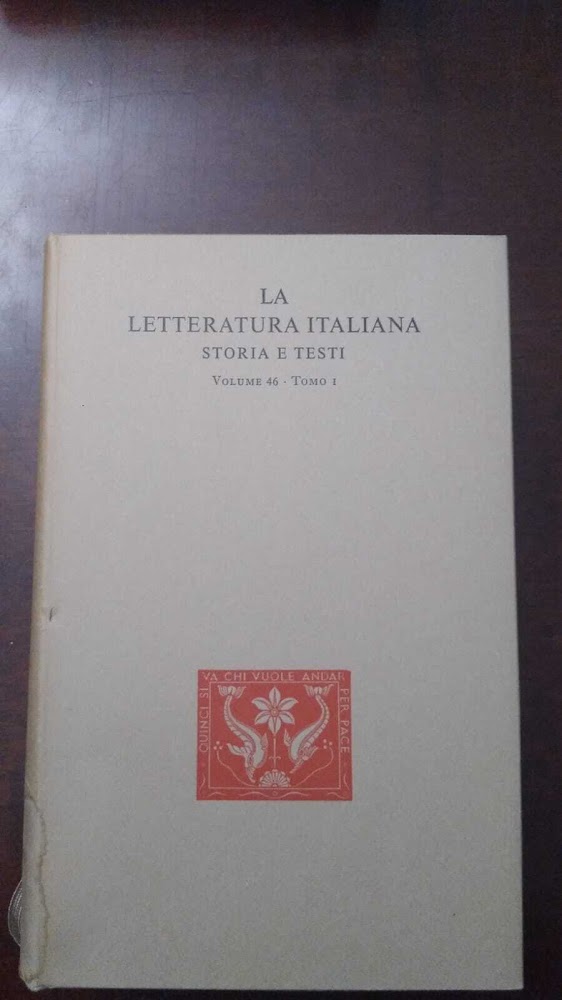 LA
LETTERATURA ITALIANA
STORIA E TESTI
VOLUME 46 · TOMO I
QUINCI SI
VA CHI VUOLE ANDAR
PER PACE